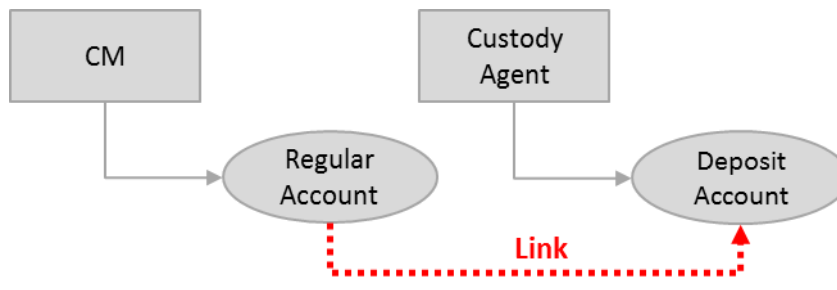 CM
Custody
Agent
Regular
Account
Deposit
Account
Link